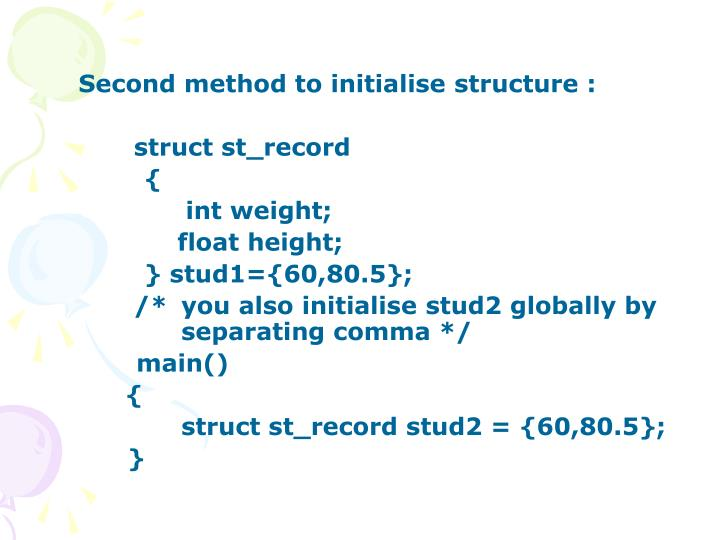 Second method to initialise structure :
struct st_record
{
int weight;
float height;
} stud1={60,80.5};
/* you also initialise stud2 globally by
separating comma */
main()
{
struct st_record stud2 = {60,80.5};
}